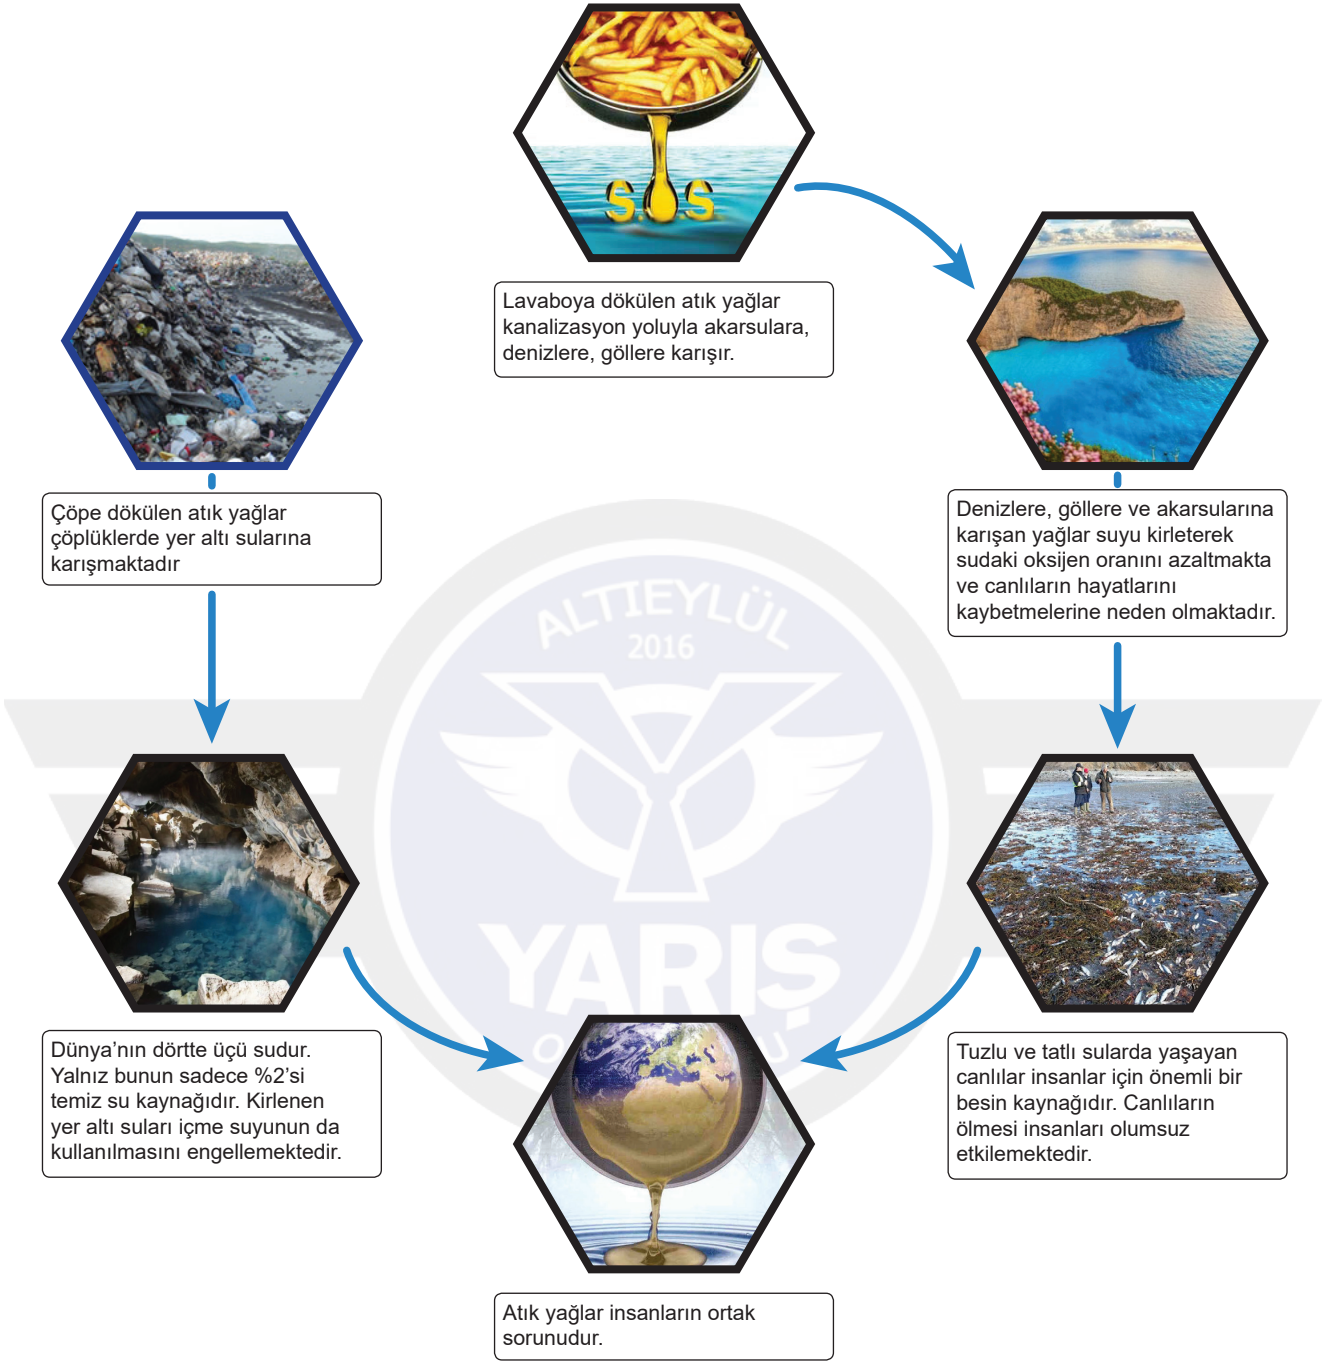 S.O.S
Lavaboya dökülen atık yağlar
kanalizasyon yoluyla akarsulara,
denizlere, göllere karışır.
Çöpe dökülen atık yağlar
çöplüklerde yer altı sularına
karışmaktadır
Denizlere, göllere ve akarsularına
karışan yağlar suyu kirleterek
sudaki oksijen oranını azaltmakta
ve canlıların hayatlarını
kaybetmelerine neden olmaktadır.
ALTIEYLÜL
2016
YARIŞ
Dünya’nın dörtte üçü sudur.
Yalnız bunun sadece %2’si
temiz su kaynağıdır. Kirlenen
yer altı suları içme suyunun da
kullanılmasını engellemektedir.
Tuzlu ve tatlı sularda yaşayan
canlılar insanlar için önemli bir
besin kaynağıdır. Canlıların
ölmesi insanları olumsuz
etkilemektedir.
Atık yağlar insanların ortak
sorunudur.